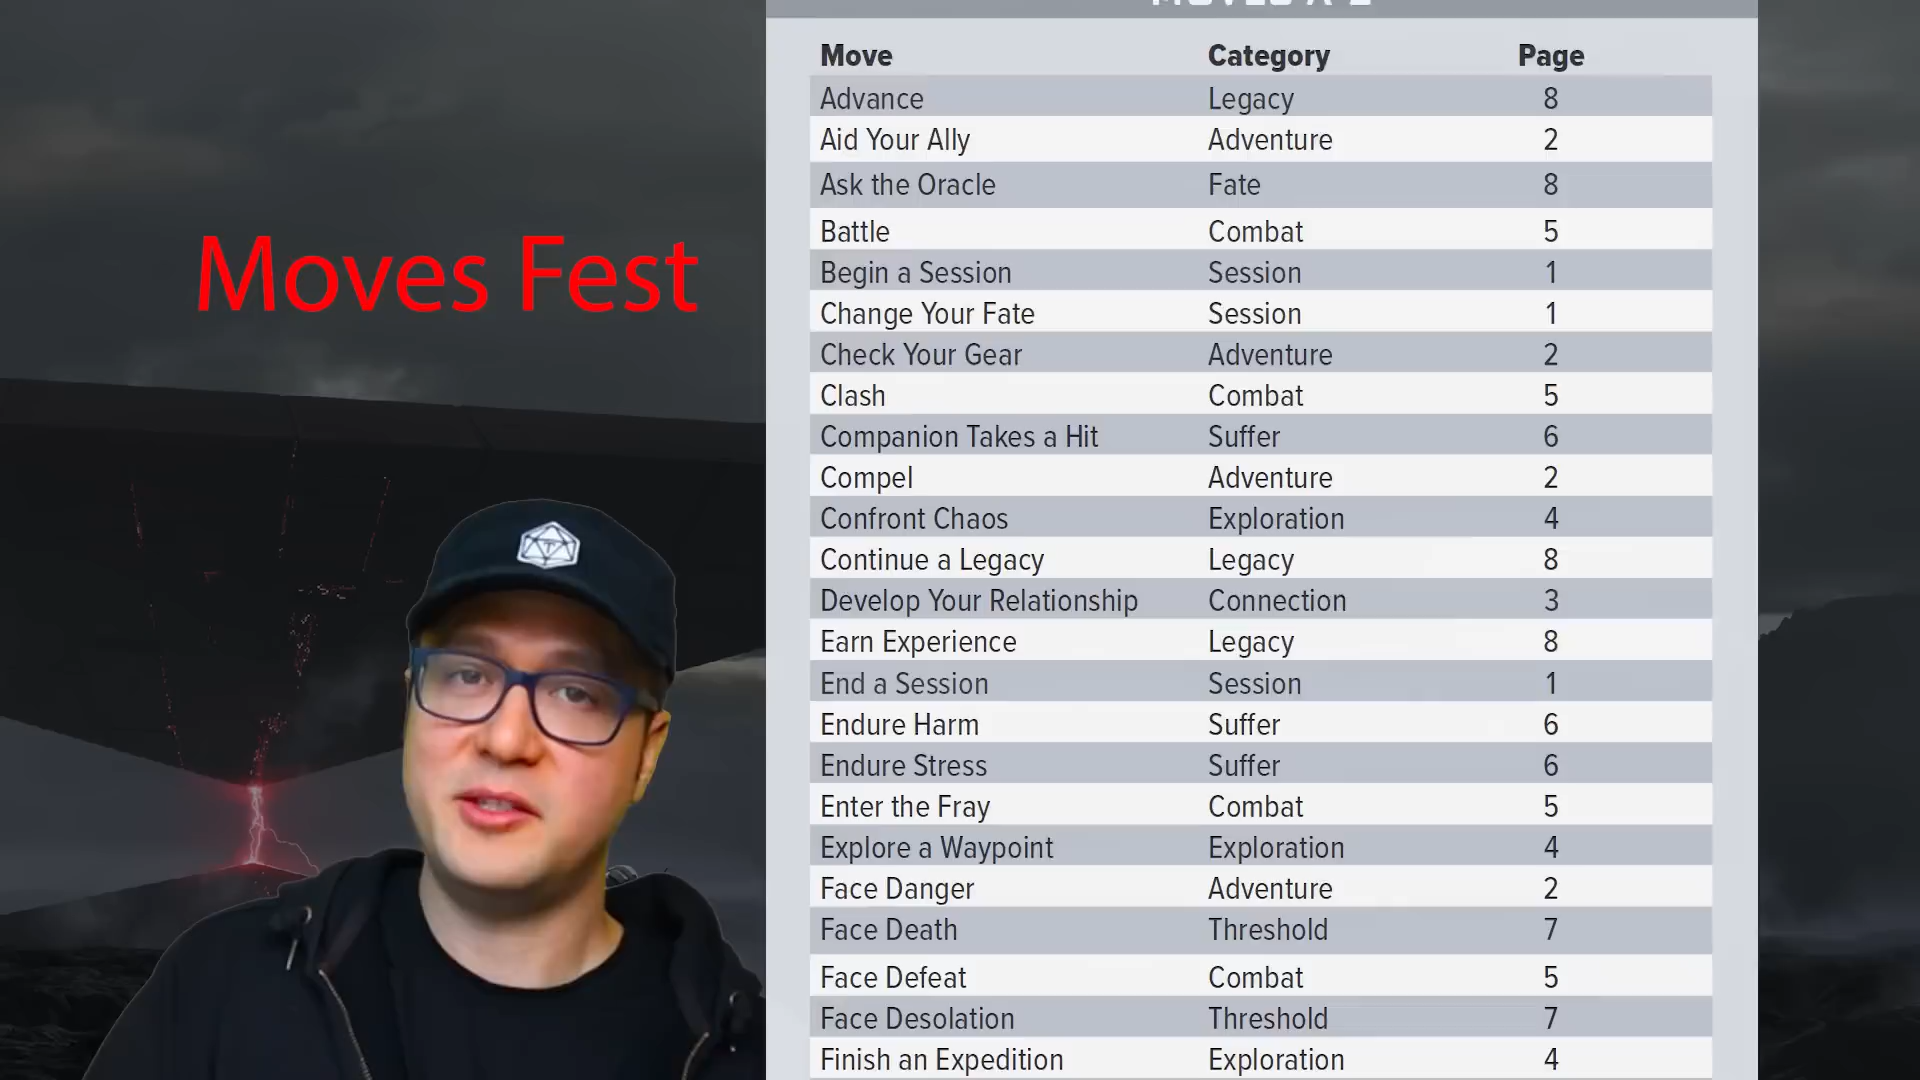 MOVES A-Z
Move Category Page
Advance Legacy 8
Aid Your Ally Adventure 2
Ask the Oracle Fate 8
Battle Combat 5
Begin a Session Session 1
Change Your Fate Session 1
Check Your Gear Adventure 2
Clash Combat 5
Companion Takes a Hit Suffer 6
Compel Adventure 2
Confront Chaos Exploration 4
Continue a Legacy Legacy 8
Develop Your Relationship Connection 3
Earn Experience Legacy 8
End a Session Session 1
Endure Harm Suffer 6
Endure Stress Suffer 6
Enter the Fray Combat 5
Explore a Waypoint Exploration 4
Face Danger Adventure 2
Face Death Threshold 7
Face Defeat Combat 5
Face Desolation Threshold 7
Finish an Expedition Exploration 4
Moves Fest
T